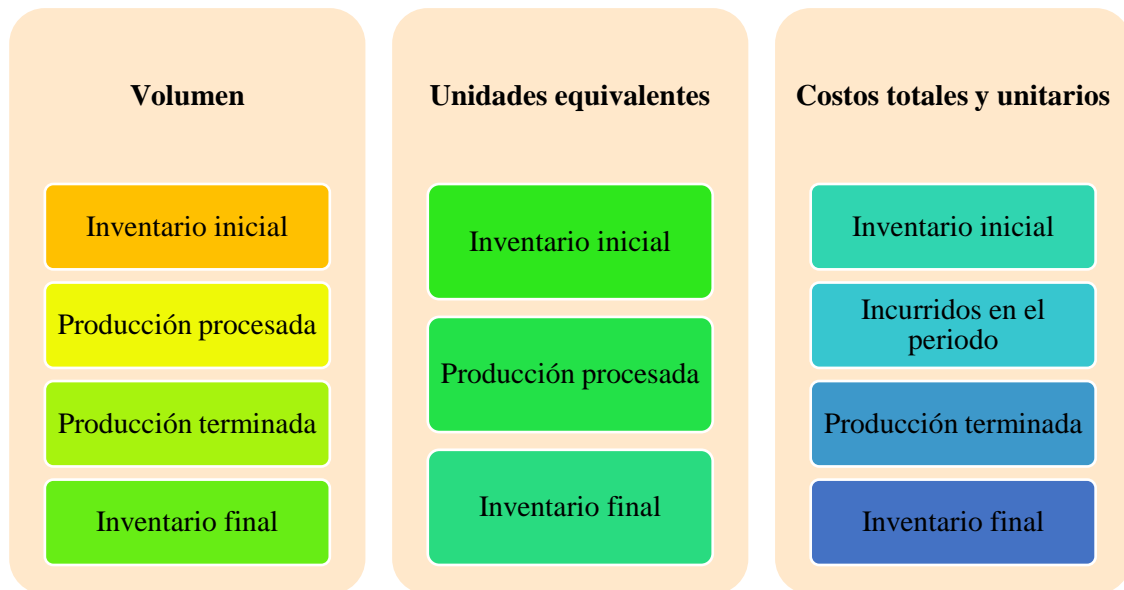 Volumen
Inventario inicial
Producción procesada
Producción terminada
Inventario final
Unidades equivalentes
Inventario inicial
Producción procesada
Inventario final
Costos totales y unitarios
Inventario inicial
Incurridos en el
periodo
Producción terminada
Inventario final